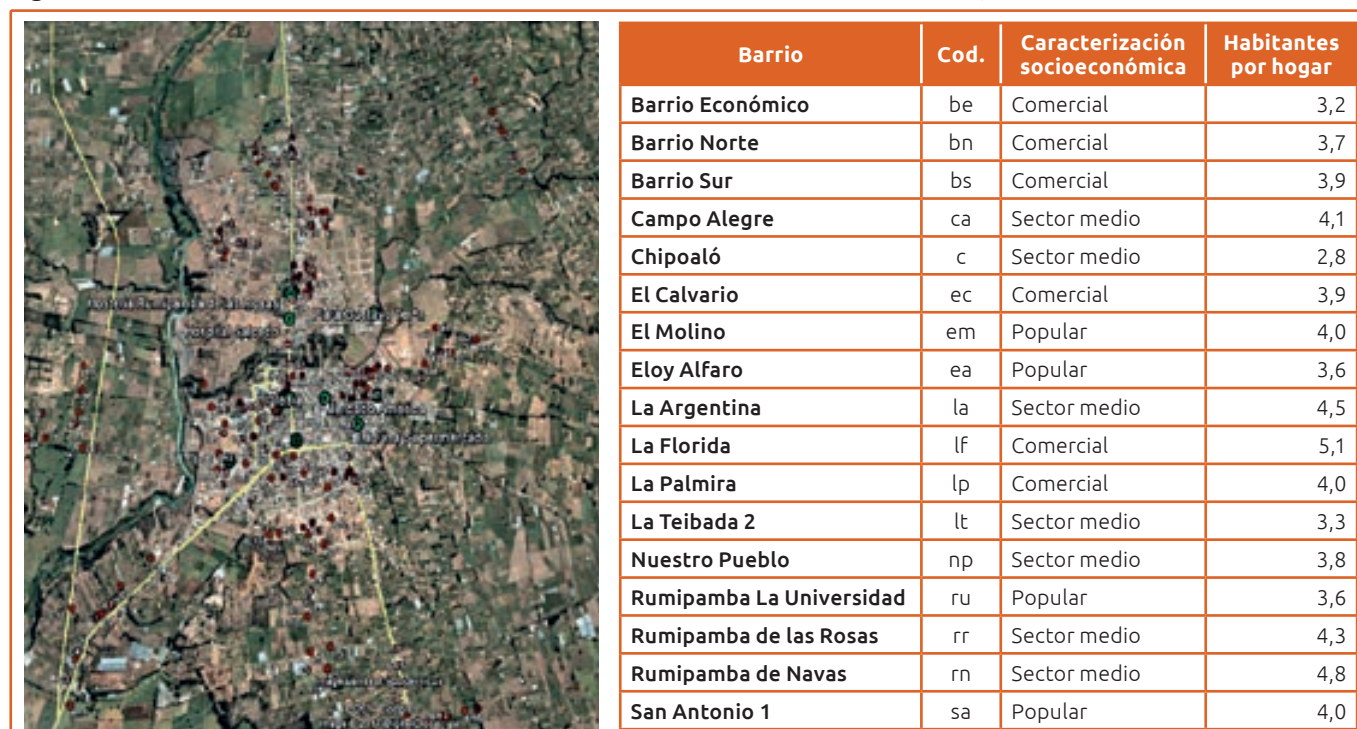 Barrio Cod. Caracterización socioeconómica Habitantes por hogar
Barrio Económico be Comercial 3,2
Barrio Norte bn Comercial 3,7
Barrio Sur bs Comercial 3,9
Campo Alegre ca Sector medio 4,1
Chipoaló c Sector medio 2,8
El Calvario ec Comercial 3,9
El Molino em Popular 4,0
Eloy Alfaro ea Popular 3,6
La Argentina la Sector medio 4,5
La Florida lf Comercial 5,1
La Palmira lp Comercial 4,0
La Teibada 2 lt Sector medio 3,3
Nuestro Pueblo np Sector medio 3,8
Rumipamba La Universidad ru Popular 3,6
Rumipamba de las Rosas rr Sector medio 4,3
Rumipamba de Navas rn Sector medio 4,8
San Antonio 1 sa Popular 4,0